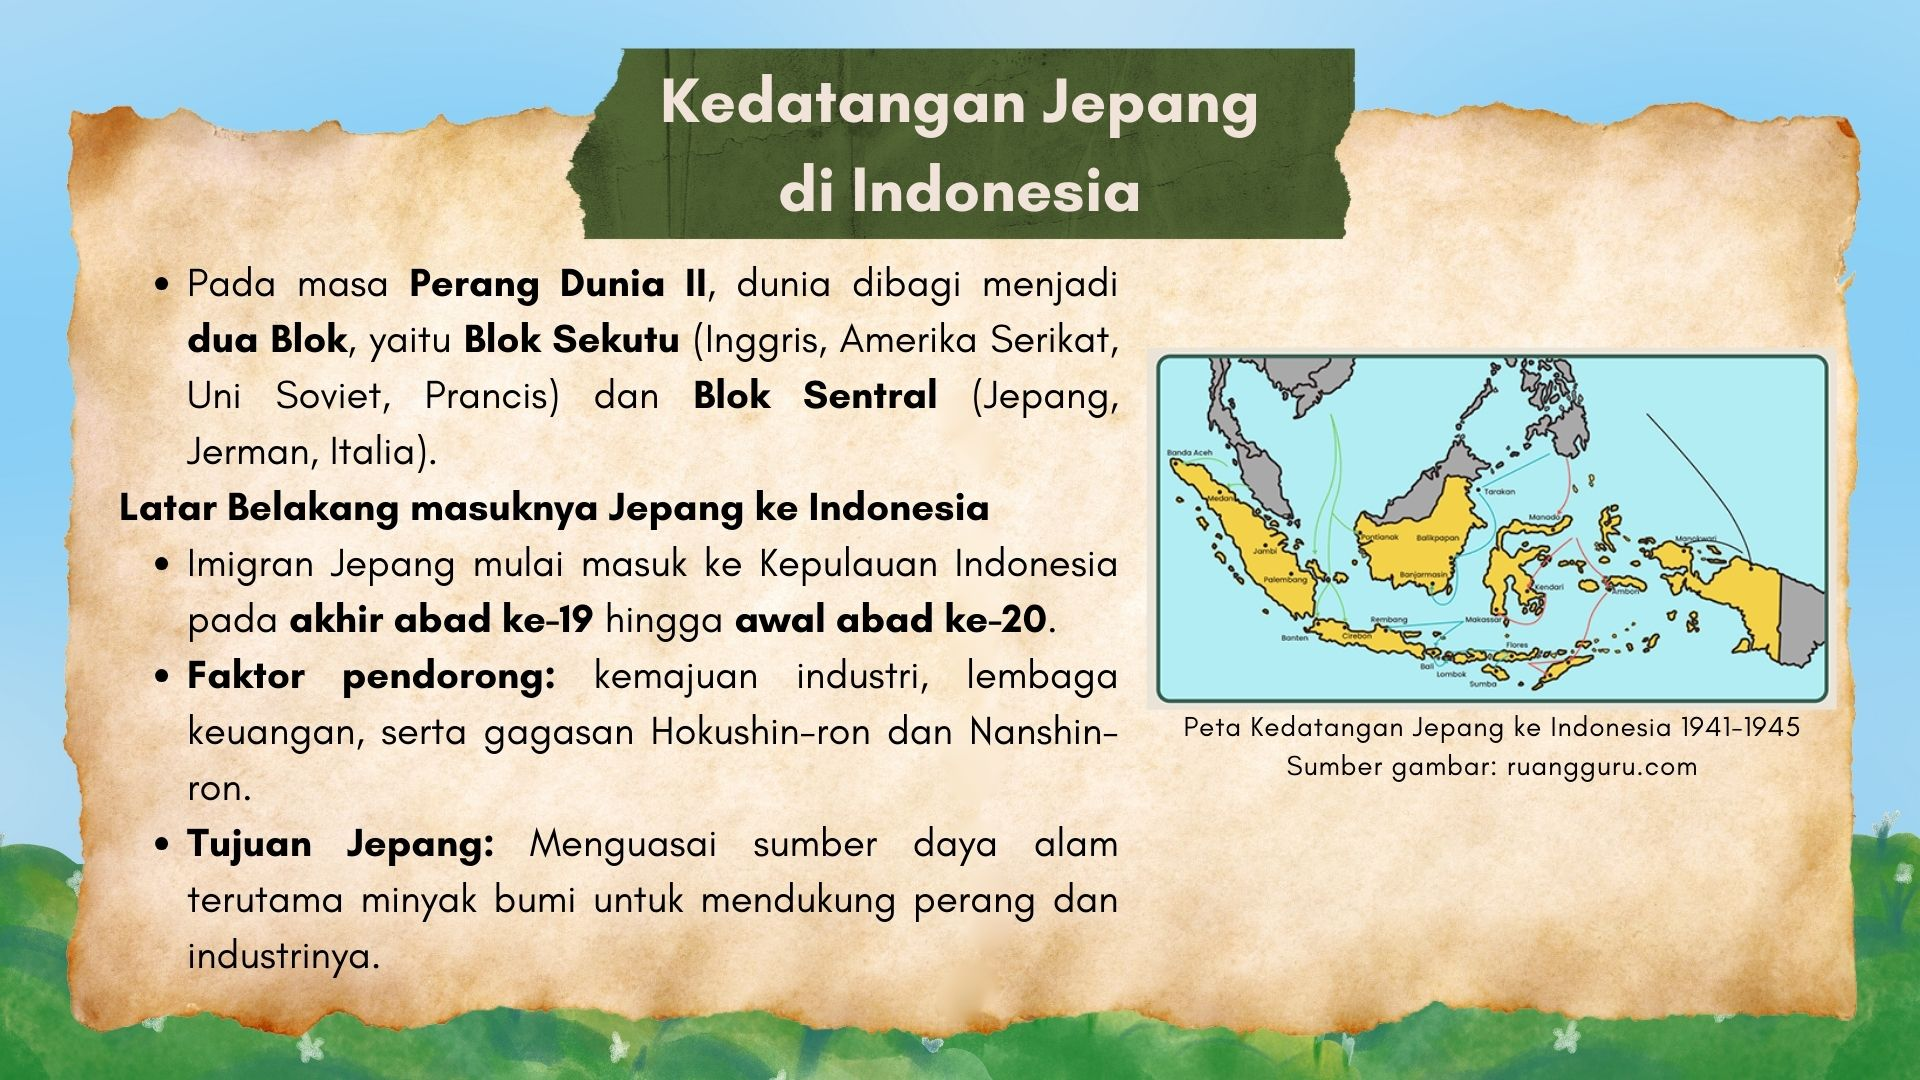 Kedatangan Jepang
di Indonesia
• Pada masa Perang Dunia II, dunia dibagi menjadi
dua Blok, yaitu Blok Sekutu (Inggris, Amerika Serikat,
Uni Soviet, Prancis) dan Blok Sentral (Jepang,
Jerman, Italia).
Latar Belakang masuknya Jepang ke Indonesia
• Imigran Jepang mulai masuk ke Kepulauan Indonesia
pada akhir abad ke-19 hingga awal abad ke-20.
• Faktor pendorong: kemajuan industri, lembaga
keuangan, serta gagasan Hokushin-ron dan Nanshin-
ron.
• Tujuan Jepang: Menguasai sumber daya alam
terutama minyak bumi untuk mendukung perang dan
industrinya.
Banda Aceh
Medan
Tarakan
Manado
Pontianak
Balikpapan
Manokwari
Jambi
Palembang
Banjarmasin
Kendari
Ambon
Rembang
Makassar
Banten
Cirebon
Flores
Bali
Lombok
Sumba
Peta Kedatangan Jepang ke Indonesia 1941-1945
Sumber gambar: ruangguru.com